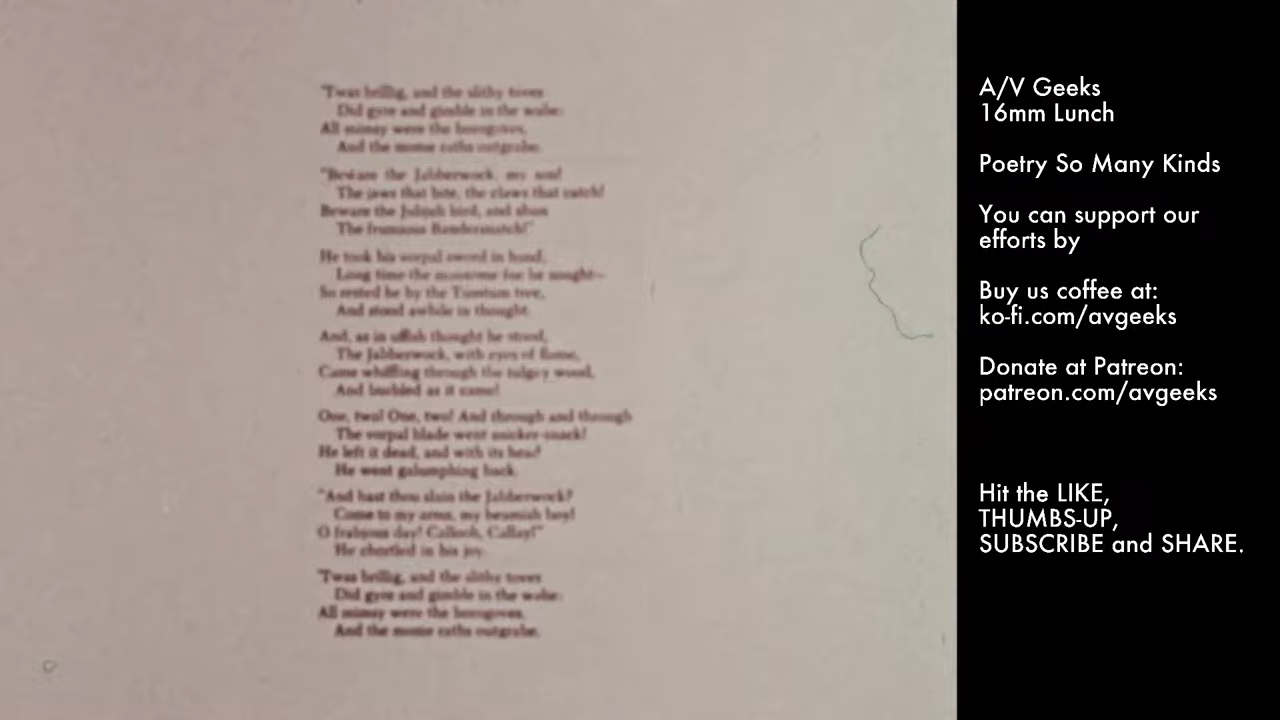 'Twas brillig, and the slithy toves
Did gyre and gimble in the wabe:
All mimsy were the borogoves,
And the mome raths outgrabe.
"Beware the Jabberwock, my son!
The jaws that bite, the claws that catch!
Beware the Jubjub bird, and shun
The frumious Bandersnatch!"
He took his vorpal sword in hand,
Long time the manxome foe he sought—
So rested he by the Tumtum tree,
And stood awhile in thought.
And, as in uffish thought he stood,
The Jabberwock, with eyes of flame,
Came whiffling through the tulgey wood,
And burbled as it came!
One, two! One, two! And through and through
The vorpal blade went snicker-snack!
He left it dead, and with its head
He went galumphing back.
"And hast thou slain the Jabberwock?
Come to my arms, my beamish boy!
O frabjous day! Callooh, Callay!"
He chortled in his joy.
'Twas brillig, and the slithy toves
Did gyre and gimble in the wabe:
All mimsy were the borogoves,
And the mome raths outgrabe.
A/V Geeks
16mm Lunch
Poetry So Many Kinds
You can support our
efforts by
Buy us coffee at:
ko-fi.com/avgeeks
Donate at Patreon:
patreon.com/avgeeks
Hit the LIKE,
THUMBS-UP,
SUBSCRIBE and SHARE.